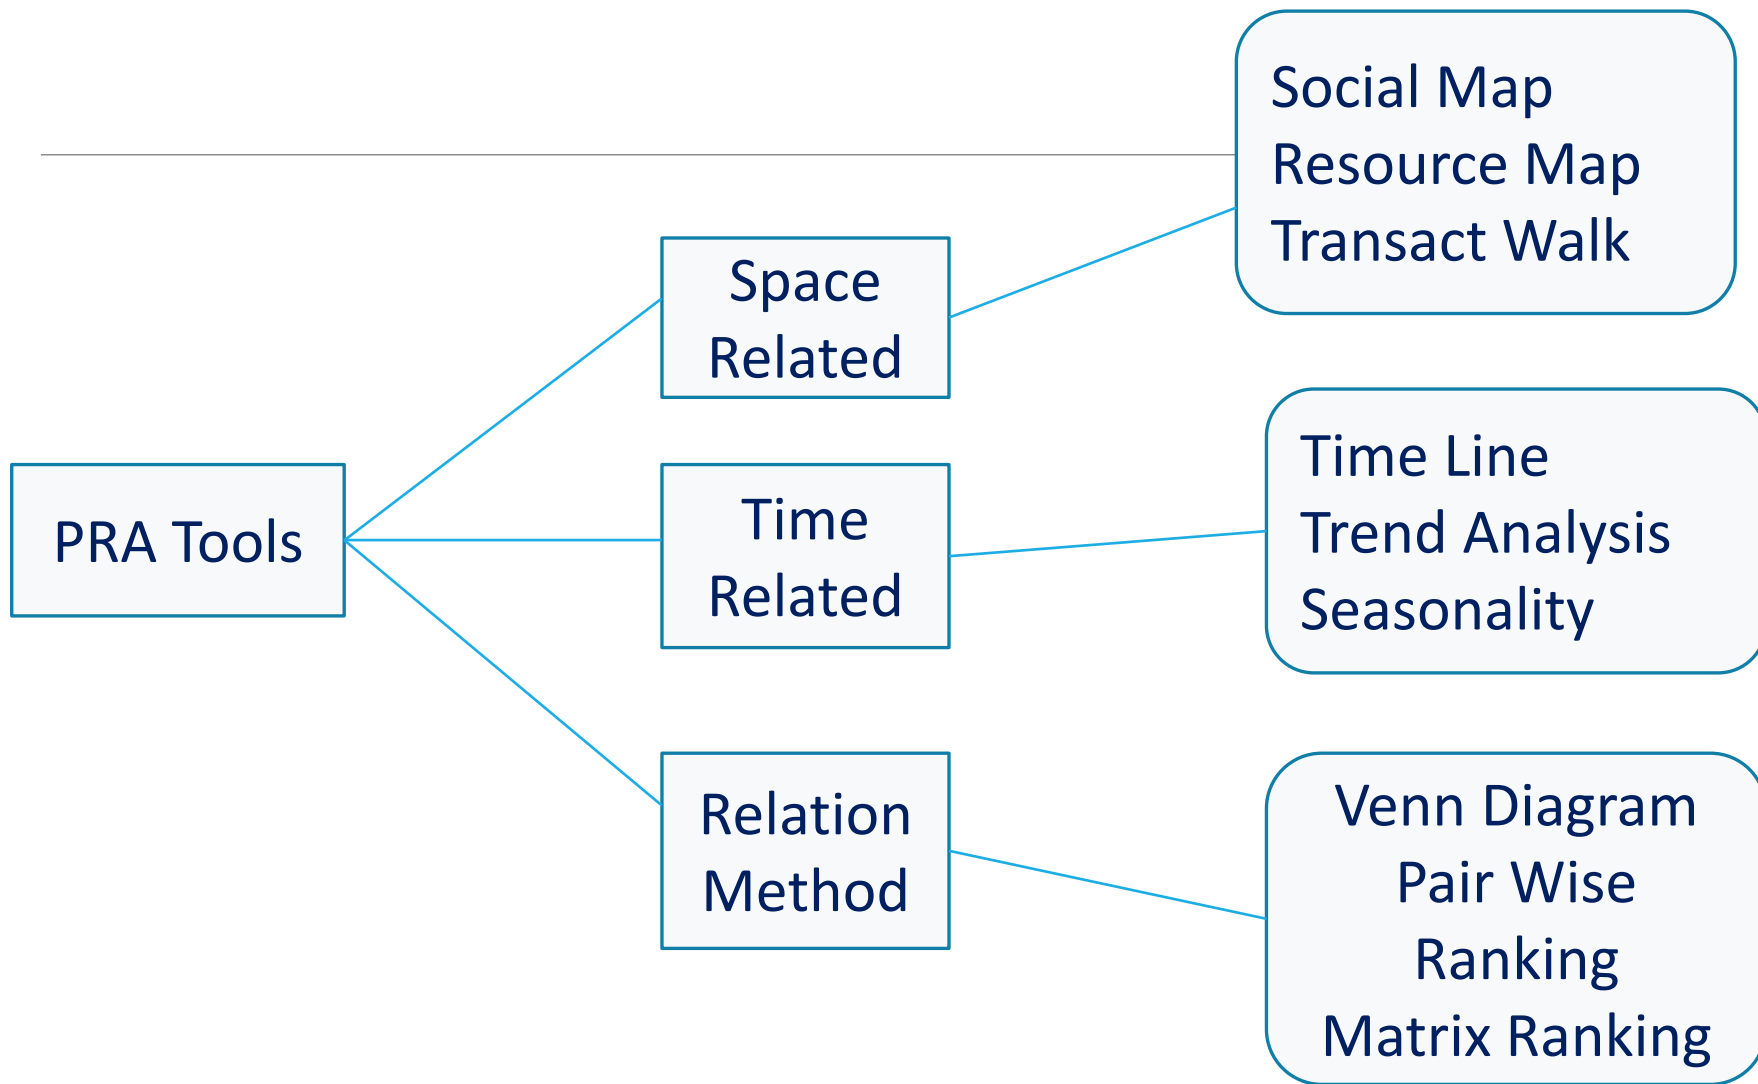 PRA Tools
Space
Related
Social Map
Resource Map
Transact Walk
Time
Related
Time Line
Trend Analysis
Seasonality
Relation
Method
Venn Diagram
Pair Wise
Ranking
Matrix Ranking